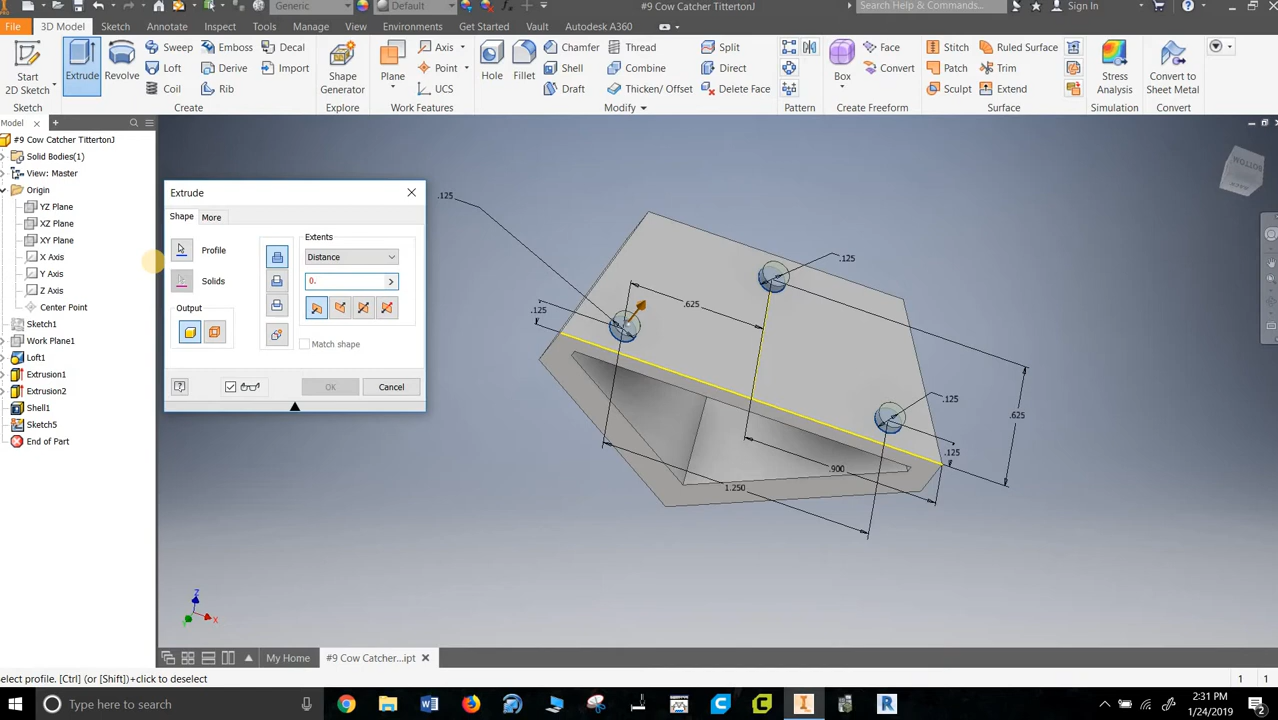 Generic
Default
#9 Cow Catcher TittertonJ
Search Help & Commands...
Sign In
File
3D Model
Sketch
Annotate
Inspect
Tools
Manage
View
Environments
Get Started
Vault
Autodesk A360
Start
2D Sketch
Extrude
Revolve
Sweep
Loft
Coil
Emboss
Derive
Rib
Decal
Import
Shape
Generator
Plane
Axis
Point
UCS
Hole
Fillet
Chamfer
Shell
Draft
Thread
Combine
Thicken/ Offset
Split
Direct
Delete Face
Box
Face
Convert
Stitch
Patch
Sculpt
Ruled Surface
Trim
Extend
Stress
Analysis
Convert to
Sheet Metal
Sketch
Create
Explore
Work Features
Modify
Pattern
Create Freeform
Surface
Simulation
Convert
Model
#9 Cow Catcher TittertonJ
Solid Bodies(1)
View: Master
Origin
YZ Plane
XZ Plane
XY Plane
X Axis
Y Axis
Z Axis
Center Point
Sketch1
Work Plane1
Loft1
Extrusion1
Extrusion2
Shell1
Sketch5
End of Part
Extrude
Shape
More
Profile
Solids
Output
Extents
Distance
0.
Match shape
OK
Cancel
.125
.125
.625
.125
.125
.125
.625
.900
1.250
BOTTOM
BACK
Z
X
Y
My Home
#9 Cow Catcher...ipt
elect profile. [Ctrl] (or [Shift])+click to deselect
1
1
Type here to search
2:31 PM
1/24/2019
2